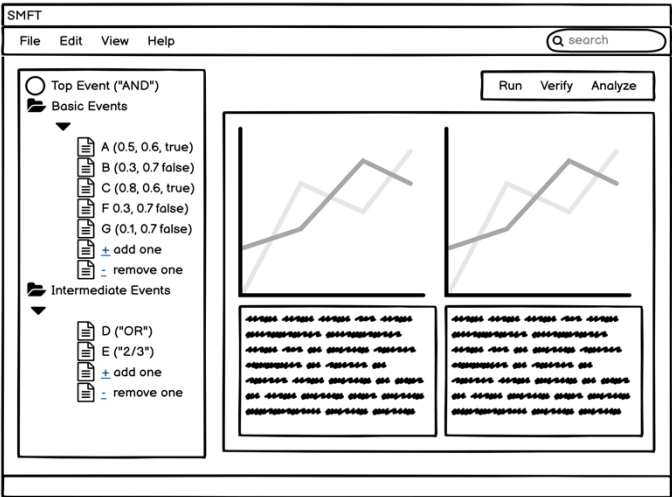 SMFT
File Edit View Help search
Run Verify Analyze
Top Event ("AND")
Basic Events
A (0.5, 0.6, true)
B (0.3, 0.7 false)
C (0.8, 0.6, true)
F 0.3, 0.7 false)
G (0.1, 0.7 false)
+ add one
- remove one
Intermediate Events
D ("OR")
E ("2/3")
+ add one
- remove one